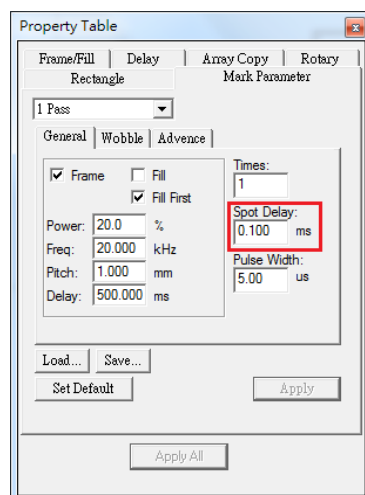 Property Table
Frame/Fill Delay Array Copy Rotary
Rectangle Mark Parameter
1 Pass
General Wobble Advence
Frame Fill
Fill First
Power: 20.0 %
Freq: 20.000 kHz
Pitch: 1.000 mm
Delay: 500.000 ms
Times:
1
Spot Delay:
0.100 ms
Pulse Width:
5.00 us
Load... Save...
Set Default Apply
Apply All